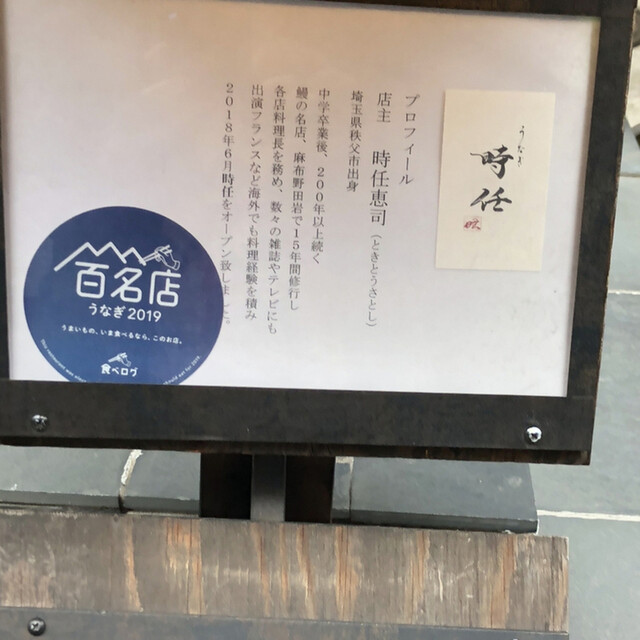 うなぎ
時任
プロフィール
店主 時任恵司(ときとうさとし)
埼玉県秩父市出身
中学卒業後、200年以上続く
鰻の名店、麻布野田岩で15年間修行し
各店料理長を務め、数々の雑誌やテレビにも
出演フランスなど海外でも料理経験を積み
2018年6月時任をオープン致しました。
百名店
うなぎ 2019
うまいもの、いま食べるなら、このお店。
食べログ